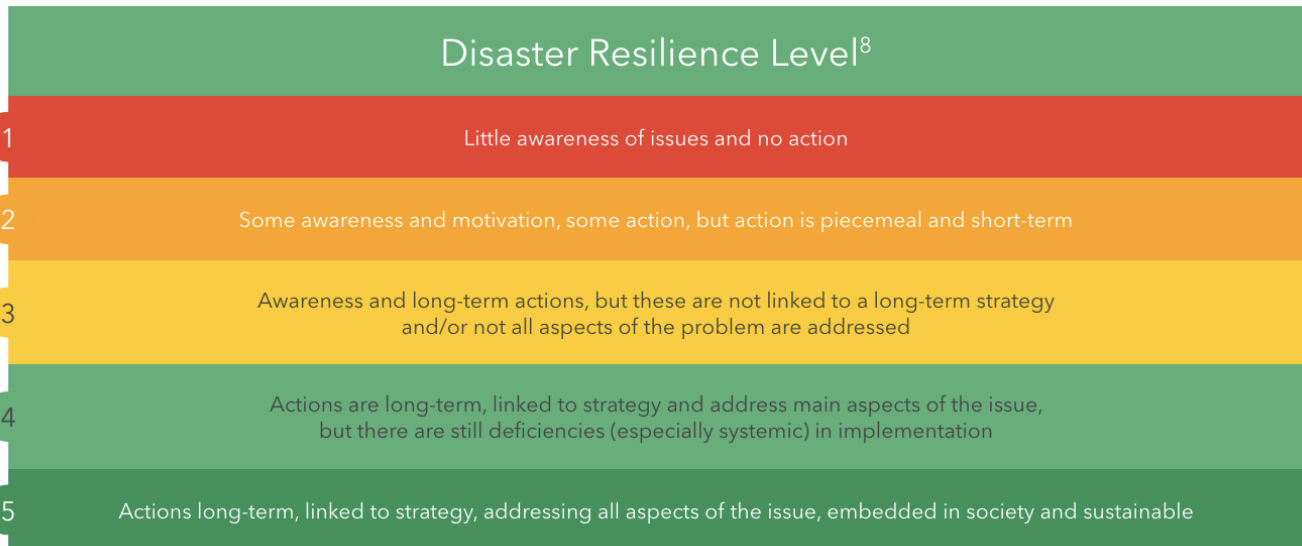 Disaster Resilience Level⁸
1 Little awareness of issues and no action
2 Some awareness and motivation, some action, but action is piecemeal and short-term
3 Awareness and long-term actions, but these are not linked to a long-term strategy
and/or not all aspects of the problem are addressed
4 Actions are long-term, linked to strategy and address main aspects of the issue,
but there are still deficiencies (especially systemic) in implementation
5 Actions long-term, linked to strategy, addressing all aspects of the issue, embedded in society and sustainable